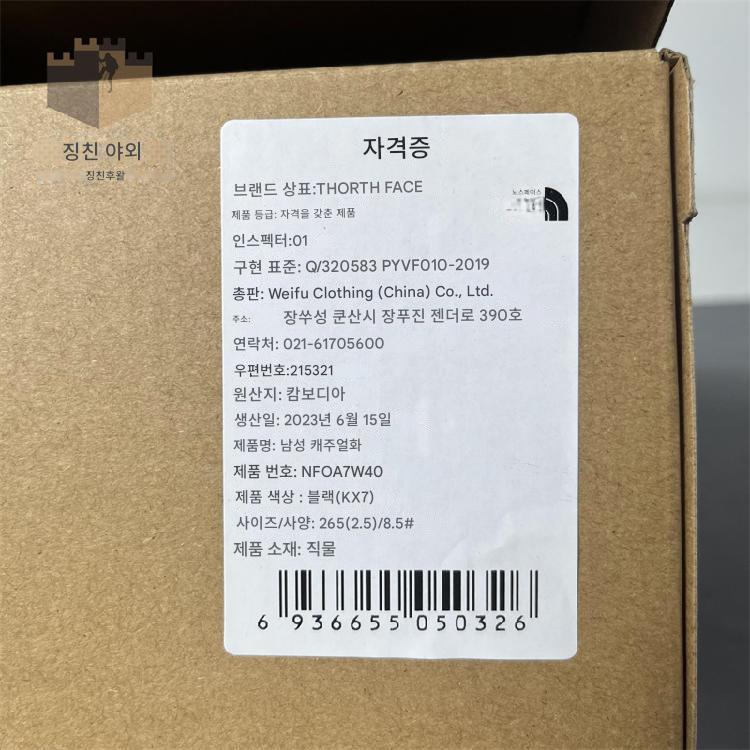 징친 야외
징친후왈
자격증
브랜드 상표:THORTH FACE
노스페이스
제품 등급: 자격을 갖춘 제품
인스펙터:01
구현 표준: Q/320583 PYVF010-2019
총판: Weifu Clothing (China) Co., Ltd.
주소: 장쑤성 쿤산시 장푸진 젠더로 390호
연락처: 021-61705600
우편번호:215321
원산지: 캄보디아
생산일: 2023년 6월 15일
제품명: 남성 캐주얼화
제품 번호: NFOA7W40
제품 색상 : 블랙(KX7)
사이즈/사양: 265(2.5)/8.5#
제품 소재: 직물
6 936655 050326